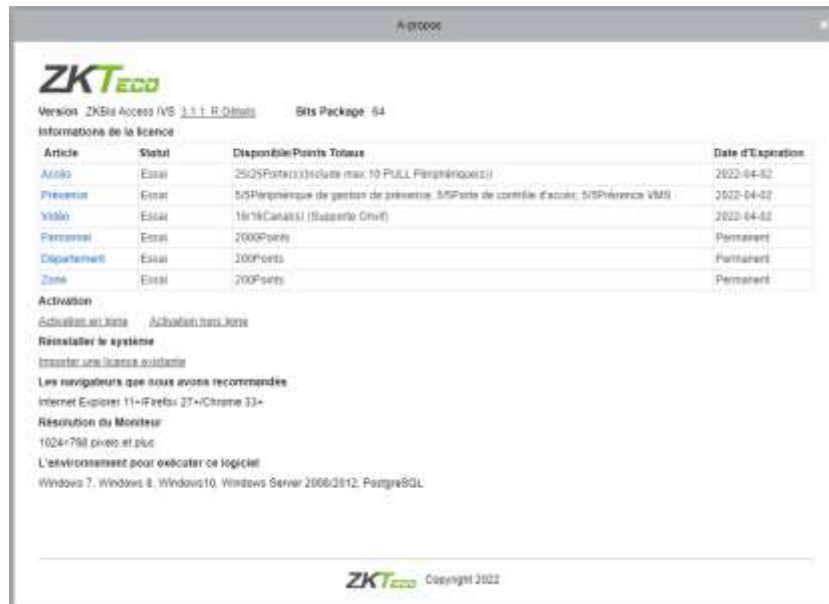 A propos
ZKTeco
Version ZKBio Access IVS 3.1.1_R Détails Bits Package 64
Informations de la licence
Article Statut Disponible/Points Totaux Date d'Expiration
Accès Essai 25/25Porte(s)(Include max 10 PULL Périphérique(s)) 2022-04-02
Présence Essai 5/5Périphérique de gestion de présence; 5/5Porte de contrôle d'accès; 5/5Présence VMS 2022-04-02
Vidéo Essai 16/16Canal(s) (Supporte Onvif) 2022-04-02
Personnel Essai 2000Points Permanent
Département Essai 200Points Permanent
Zone Essai 200Points Permanent
Activation
Activation en ligne Activation hors ligne
Réinstaller le système
Importer une licence existante
Les navigateurs que nous avons recommandés
Internet Explorer 11+/Firefox 27+/Chrome 33+
Résolution du Moniteur
1024×768 pixels et plus
L'environnement pour exécuter ce logiciel
Windows 7, Windows 8, Windows10, Windows Server 2008/2012, PostgreSQL
ZKTeco Copyright 2022